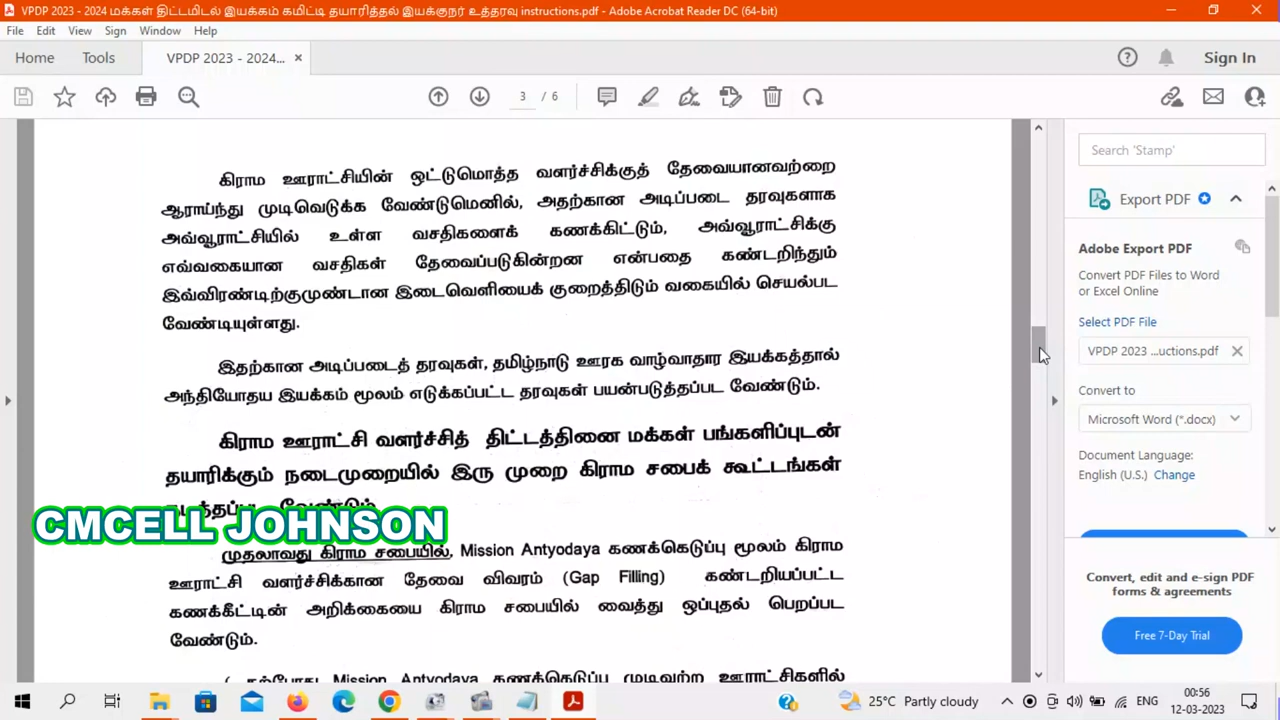 VPDP 2023 - 2024 மக்கள் திட்டமிடல் இயக்கம் கமிட்டி தயாரித்தல் இயக்குநர் உத்தரவு instructions.pdf - Adobe Acrobat Reader DC (64-bit)
File Edit View Sign Window Help
Home Tools VPDP 2023 - 2024... × Sign In
3 / 6
Search 'Stamp'
Export PDF
Adobe Export PDF
Convert PDF Files to Word
or Excel Online
Select PDF File
VPDP 2023 ...uctions.pdf
Convert to
Microsoft Word (*.docx)
Document Language:
English (U.S.) Change
Convert, edit and e-sign PDF
forms & agreements
Free 7-Day Trial
கிராம ஊராட்சியின் ஒட்டுமொத்த வளர்ச்சிக்குத் தேவையானவற்றை
ஆராய்ந்து முடிவெடுக்க வேண்டுமெனில், அதற்கான அடிப்படை தரவுகளாக
அவ்வூராட்சியில் உள்ள வசதிகளைக் கணக்கிட்டும், அவ்வூராட்சிக்கு
எவ்வகையான வசதிகள் தேவைப்படுகின்றன என்பதை கண்டறிந்தும்
இவ்விரண்டிற்குமுண்டான இடைவெளியைக் குறைத்திடும் வகையில் செயல்பட
வேண்டியுள்ளது.
இதற்கான அடிப்படைத் தரவுகள், தமிழ்நாடு ஊரக வாழ்வாதார இயக்கத்தால்
அந்தியோதய இயக்கம் மூலம் எடுக்கப்பட்ட தரவுகள் பயன்படுத்தப்பட வேண்டும்.
கிராம ஊராட்சி வளர்ச்சித் திட்டத்தினை மக்கள் பங்களிப்புடன்
தயாரிக்கும் நடைமுறையில் இரு முறை கிராம சபைக் கூட்டங்கள்
வேண்டும்
CMCELL JOHNSON
முதலாவது கிராம சபையில், Mission Antyodaya கணக்கெடுப்பு மூலம் கிராம
ஊராட்சி வளர்ச்சிக்கான தேவை விவரம் (Gap Filling) கண்டறியப்பட்ட
கணக்கீட்டின் அறிக்கையை கிராம சபையில் வைத்து ஒப்புதல் பெறப்பட
வேண்டும்.
( தற்போது Mission Antyodaya கணக்கெடுப்பு முடிவுற்ற ஊராட்சிகளில்
25°C Partly cloudy ENG 00:56
12-03-2023